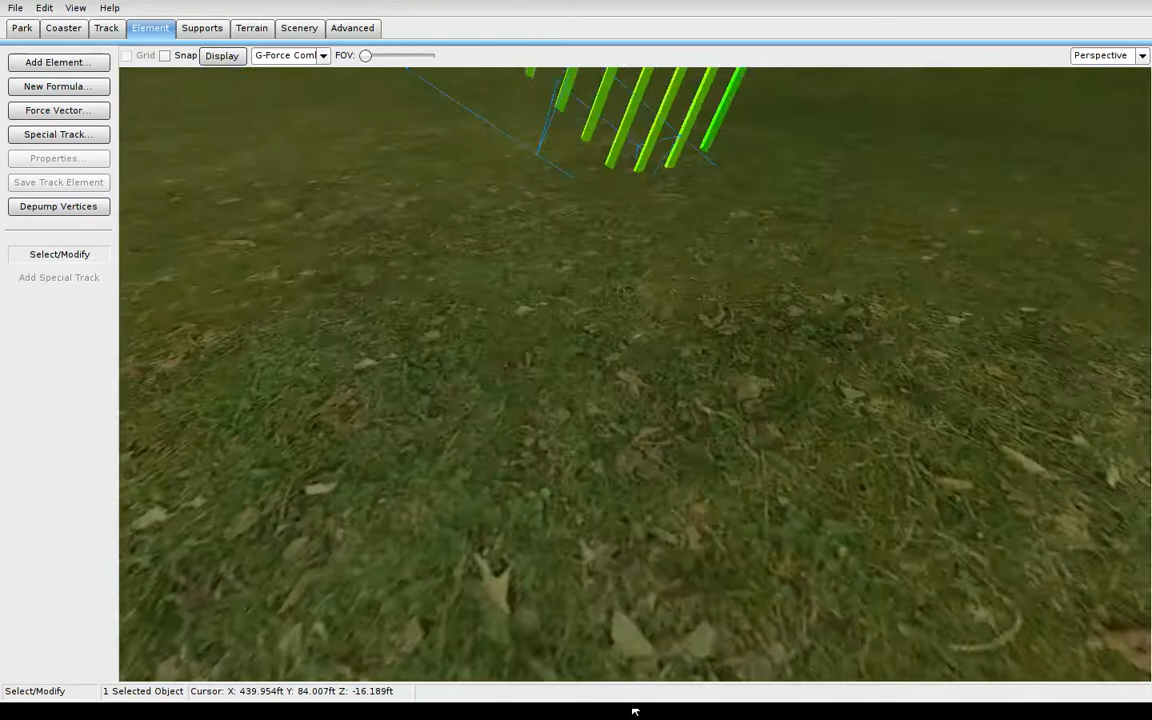 File Edit View Help
Park Coaster Track Element Supports Terrain Scenery Advanced
Grid Snap Display G-Force Coml FOV: Perspective
Add Element...
New Formula...
Force Vector...
Special Track...
Properties...
Save Track Element
Depump Vertices
Select/Modify
Add Special Track
Select/Modify 1 Selected Object Cursor: X: 439.954ft Y: 84.007ft Z: -16.189ft